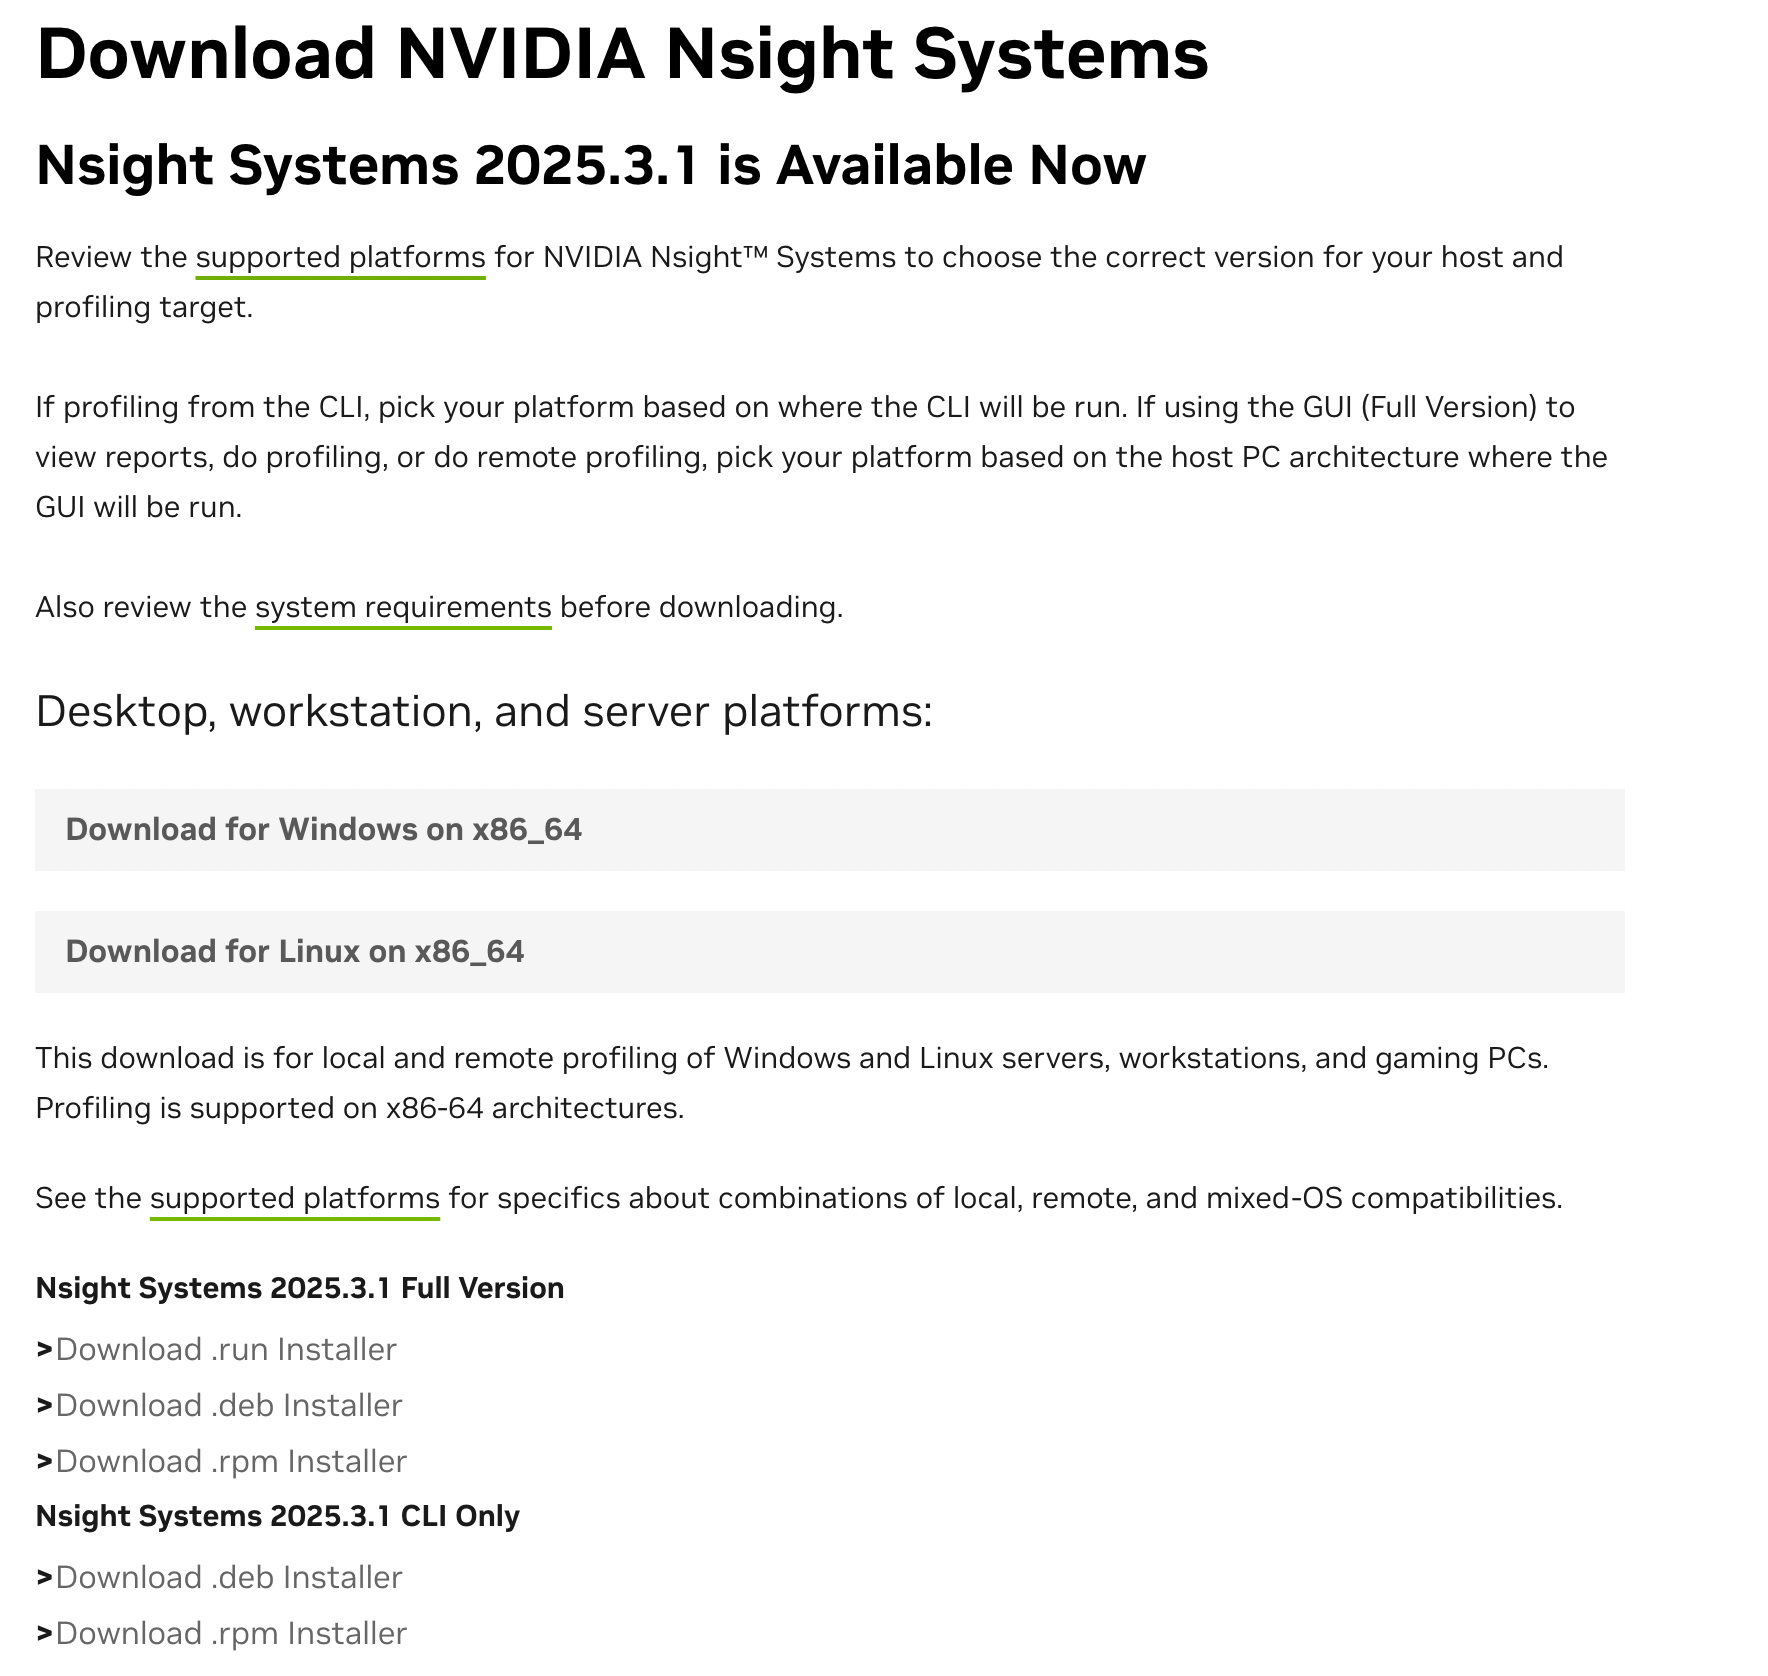 Download NVIDIA Nsight Systems
Nsight Systems 2025.3.1 is Available Now
Review the supported platforms for NVIDIA Nsight™ Systems to choose the correct version for your host and
profiling target.
If profiling from the CLI, pick your platform based on where the CLI will be run. If using the GUI (Full Version) to
view reports, do profiling, or do remote profiling, pick your platform based on the host PC architecture where the
GUI will be run.
Also review the system requirements before downloading.
Desktop, workstation, and server platforms:
Download for Windows on x86_64
Download for Linux on x86_64
This download is for local and remote profiling of Windows and Linux servers, workstations, and gaming PCs.
Profiling is supported on x86-64 architectures.
See the supported platforms for specifics about combinations of local, remote, and mixed-OS compatibilities.
Nsight Systems 2025.3.1 Full Version
>Download .run Installer
>Download .deb Installer
>Download .rpm Installer
Nsight Systems 2025.3.1 CLI Only
>Download .deb Installer
>Download .rpm Installer